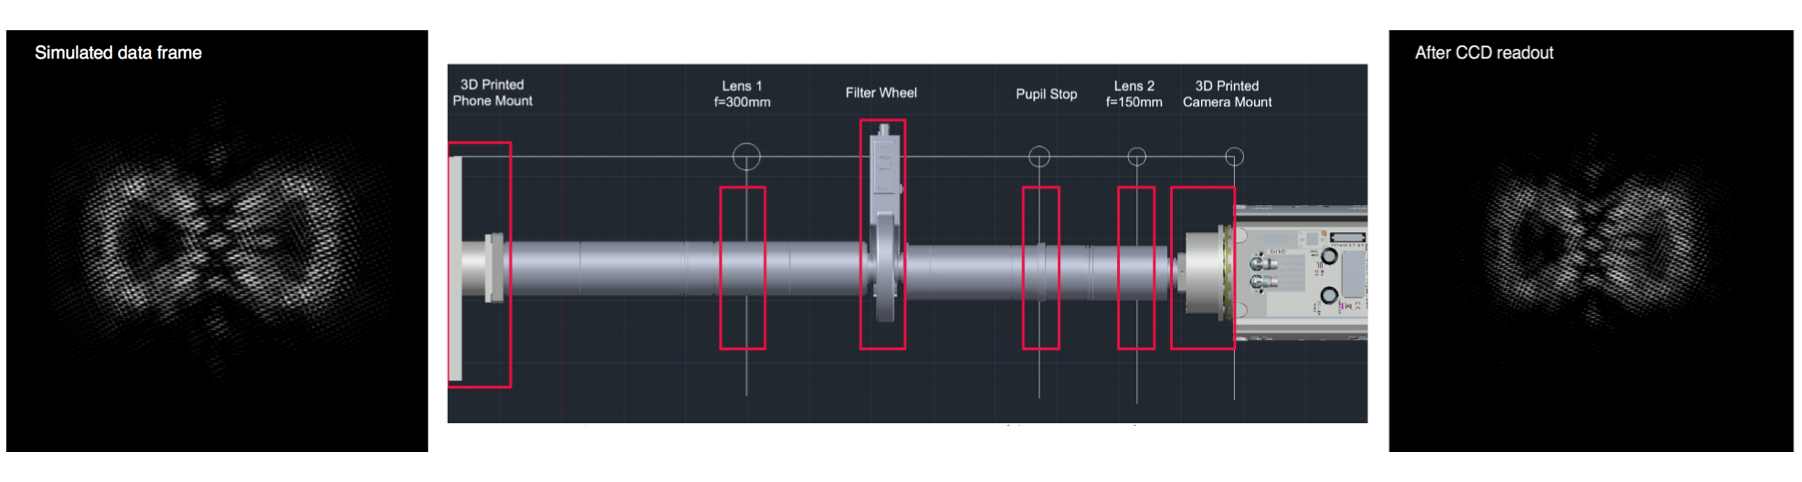 Simulated data frame
3D Printed
Phone Mount
Lens 1
f=300mm
Filter Wheel
Pupil Stop
Lens 2
f=150mm
3D Printed
Camera Mount
After CCD readout